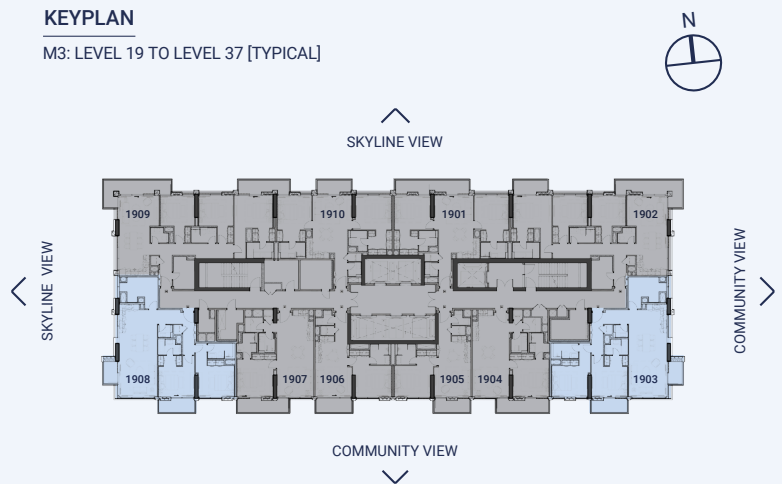 KEYPLAN
M3: LEVEL 19 TO LEVEL 37 [TYPICAL]
N
SKYLINE VIEW
1909
1910
1901
1902
SKYLINE VIEW
COMMUNITY VIEW
1908
1907
1906
1905
1904
1903
COMMUNITY VIEW